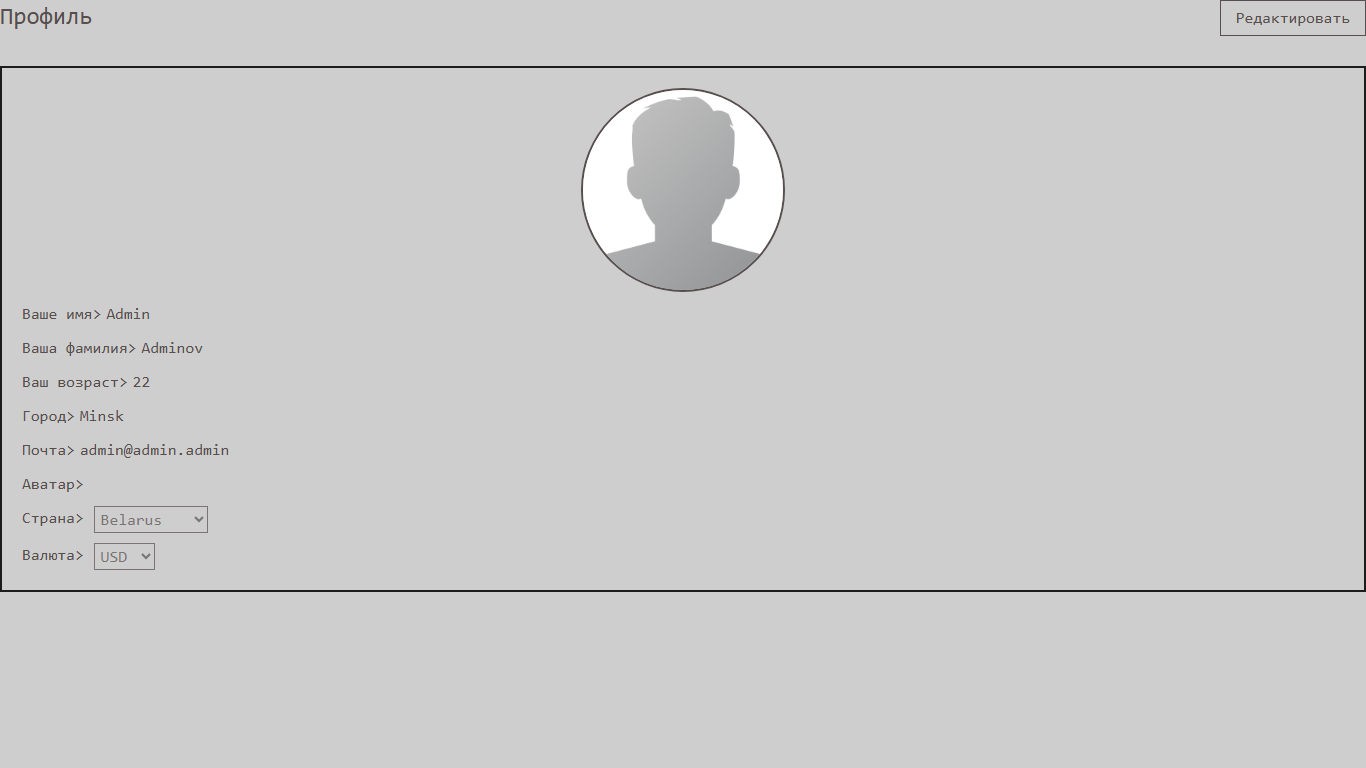 Профиль
Редактировать
Ваше имя> Admin
Ваша фамилия> Adminov
Ваш возраст> 22
Город> Minsk
Почта> admin@admin.admin
Аватар>
Страна> Belarus
Валюта> USD